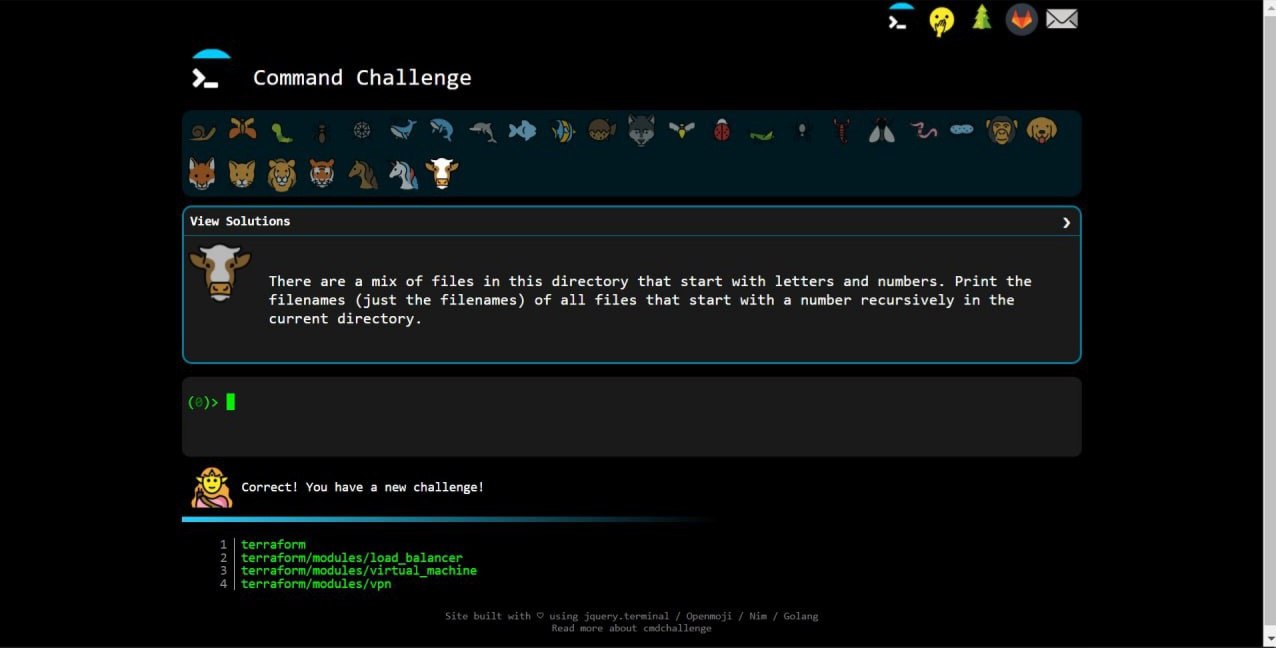 Command Challenge
View Solutions
There are a mix of files in this directory that start with letters and numbers. Print the
filenames (just the filenames) of all files that start with a number recursively in the
current directory.
(0)>
Correct! You have a new challenge!
1 terraform
2 terraform/modules/load_balancer
3 terraform/modules/virtual_machine
4 terraform/modules/vpn
Site built with ♡ using jquery.terminal / Openmoji / Nim / Golang
Read more about cmdchallenge